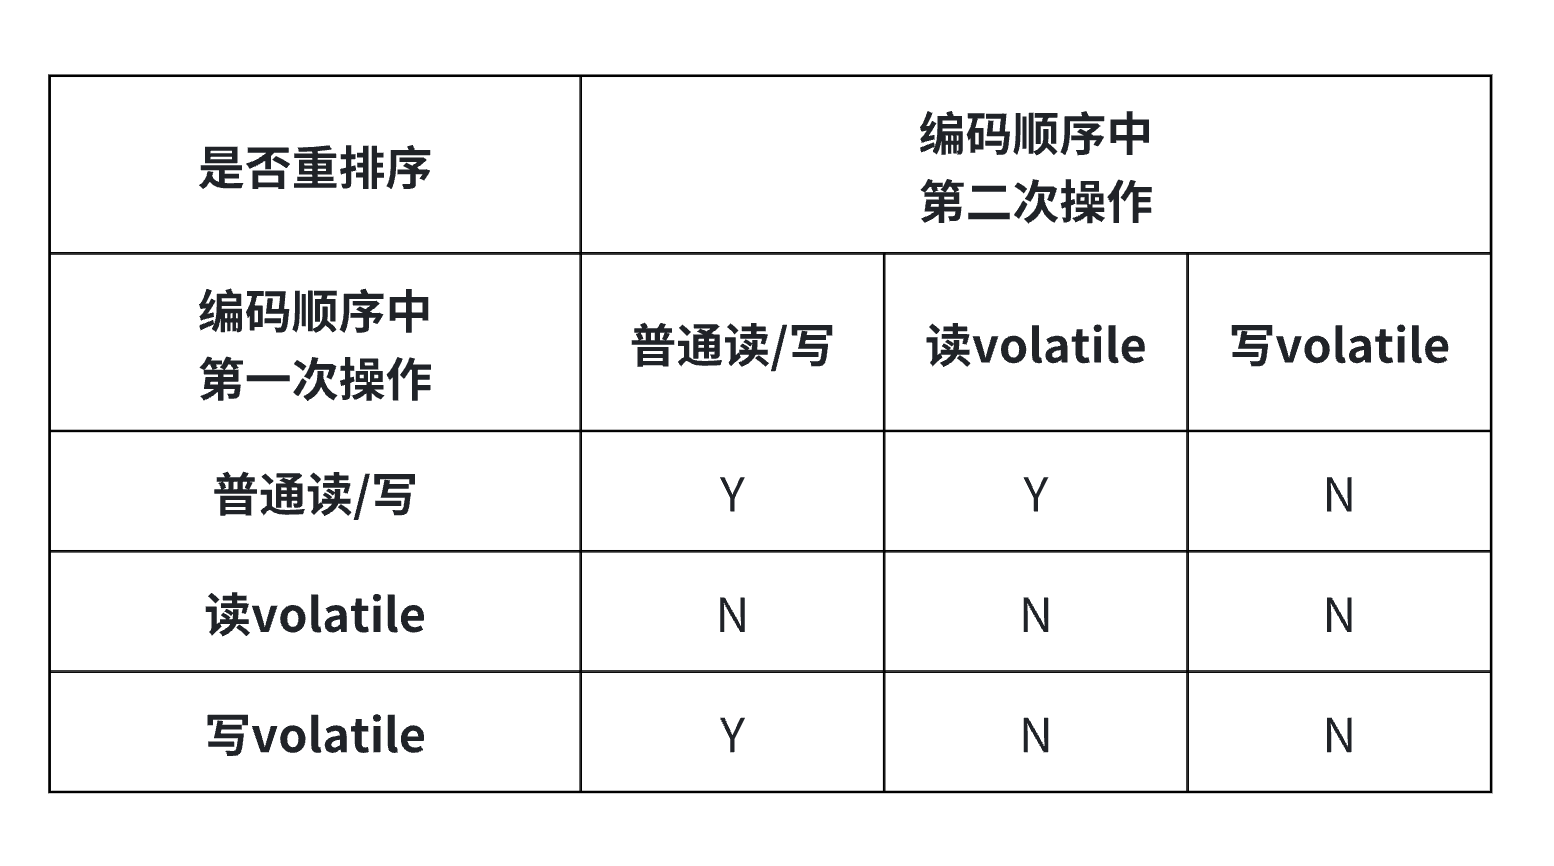 是否重排序
编码顺序中
第二次操作
编码顺序中
第一次操作
普通读/写
读volatile
写volatile
普通读/写
Y
Y
N
读volatile
N
N
N
写volatile
Y
N
N